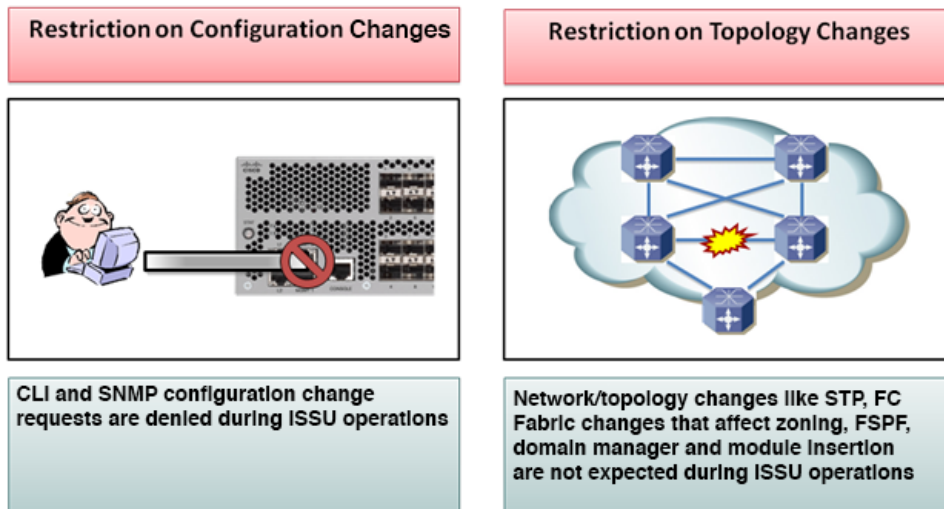 Restriction on Configuration Changes
Restriction on Topology Changes
CISCO
CONSOLE
CLI and SNMP configuration change
requests are denied during ISSU operations
Network/topology changes like STP, FC
Fabric changes that affect zoning, FSPF,
domain manager and module insertion
are not expected during ISSU operations